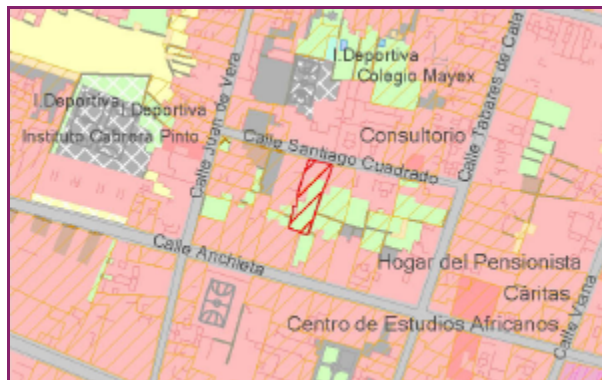 I.Deportiva
Colegio Mayex
I.Deportiva
I.Deportiva
Instituto Cabrera Pinto
Calle Juan de Vera
Calle Santiago Cuadrado
Consultorio
Calle Tabares de Cala
Calle Anchieta
Hogar del Pensionista
Cáritas
Centro de Estudios Africanos
Calle Viana